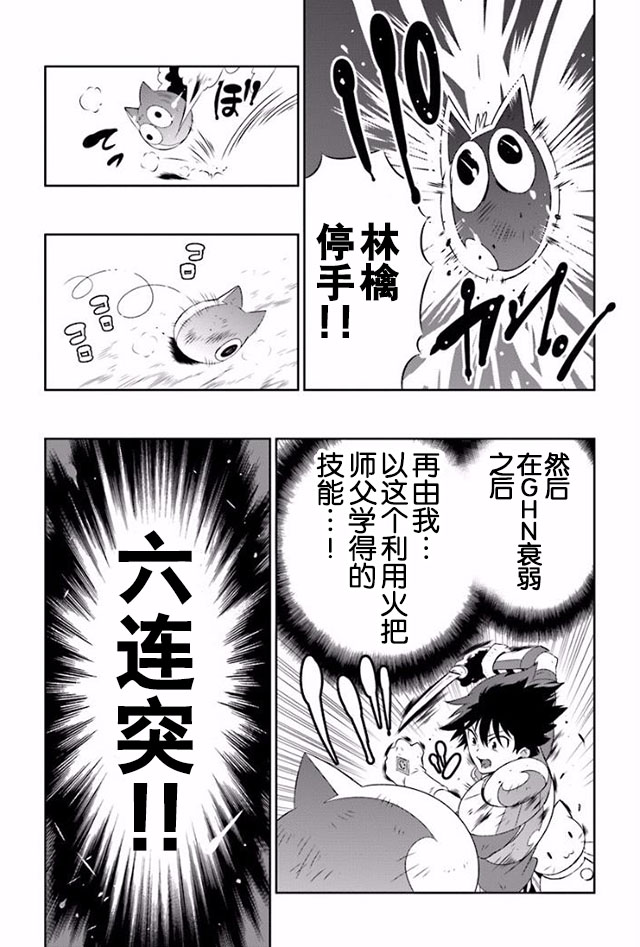 林檎
停手!!
ぼ
て
コロ
コロ
然后
在GHN衰弱
之后
再由我…
以这个利用火把
师父学得的
技能…!
六连突!!